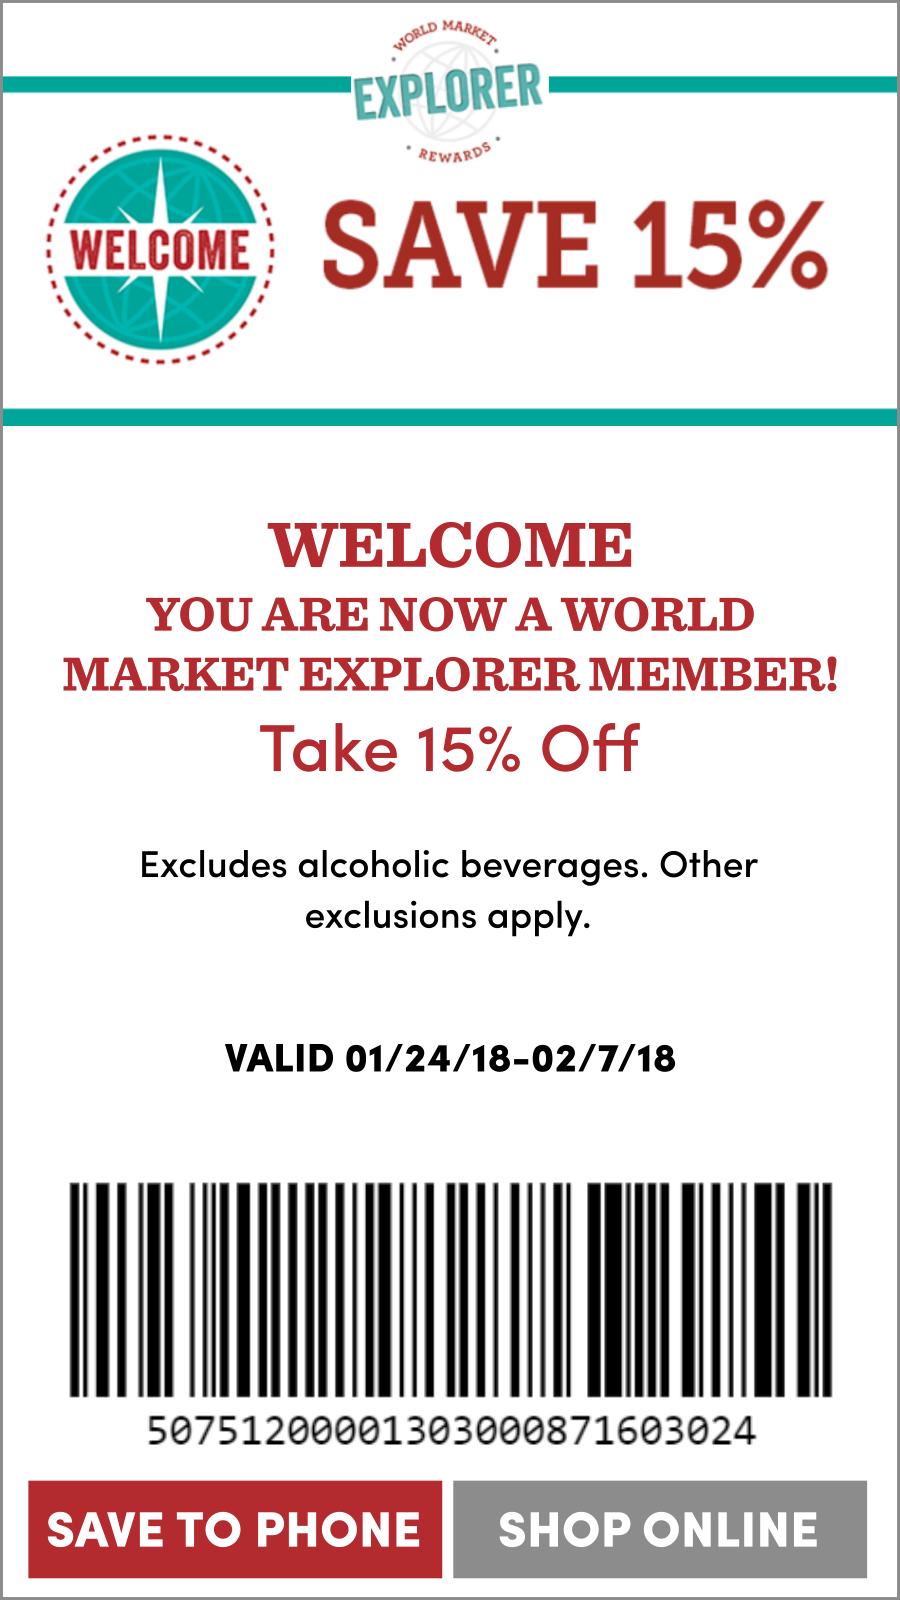 WORLD MARKET
EXPLORER
REWARDS
WELCOME
SAVE 15%
WELCOME
YOU ARE NOW A WORLD
MARKET EXPLORER MEMBER!
Take 15% Off
Excludes alcoholic beverages. Other
exclusions apply.
VALID 01/24/18-02/7/18
50751200001303000871603024
SAVE TO PHONE
SHOP ONLINE